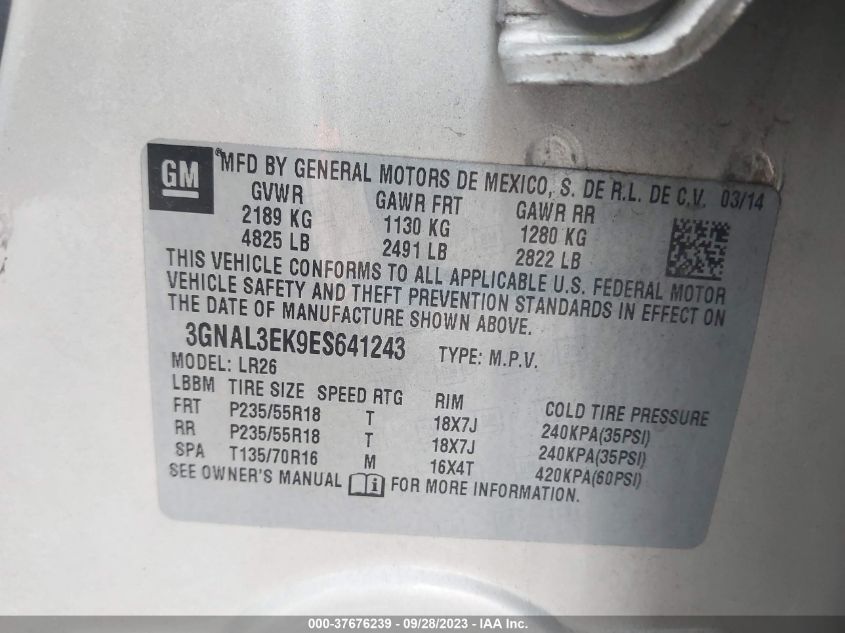 GM
MFD BY GENERAL MOTORS DE MEXICO, S. DE R.L. DE C.V. 03/14
GVWR GAWR FRT GAWR RR
2189 KG 1130 KG 1280 KG
4825 LB 2491 LB 2822 LB
THIS VEHICLE CONFORMS TO ALL APPLICABLE U.S. FEDERAL MOTOR
VEHICLE SAFETY AND THEFT PREVENTION STANDARDS IN EFFECT ON
THE DATE OF MANUFACTURE SHOWN ABOVE.
3GNAL3EK9ES641243 TYPE: M.P.V.
MODEL: LR26
LBBM TIRE SIZE SPEED RTG RIM COLD TIRE PRESSURE
FRT P235/55R18 T 18X7J 240KPA(35PSI)
RR P235/55R18 T 18X7J 240KPA(35PSI)
SPA T135/70R16 M 16X4T 420KPA(60PSI)
SEE OWNER'S MANUAL i FOR MORE INFORMATION.
000-37676239 - 09/28/2023 - IAA Inc.